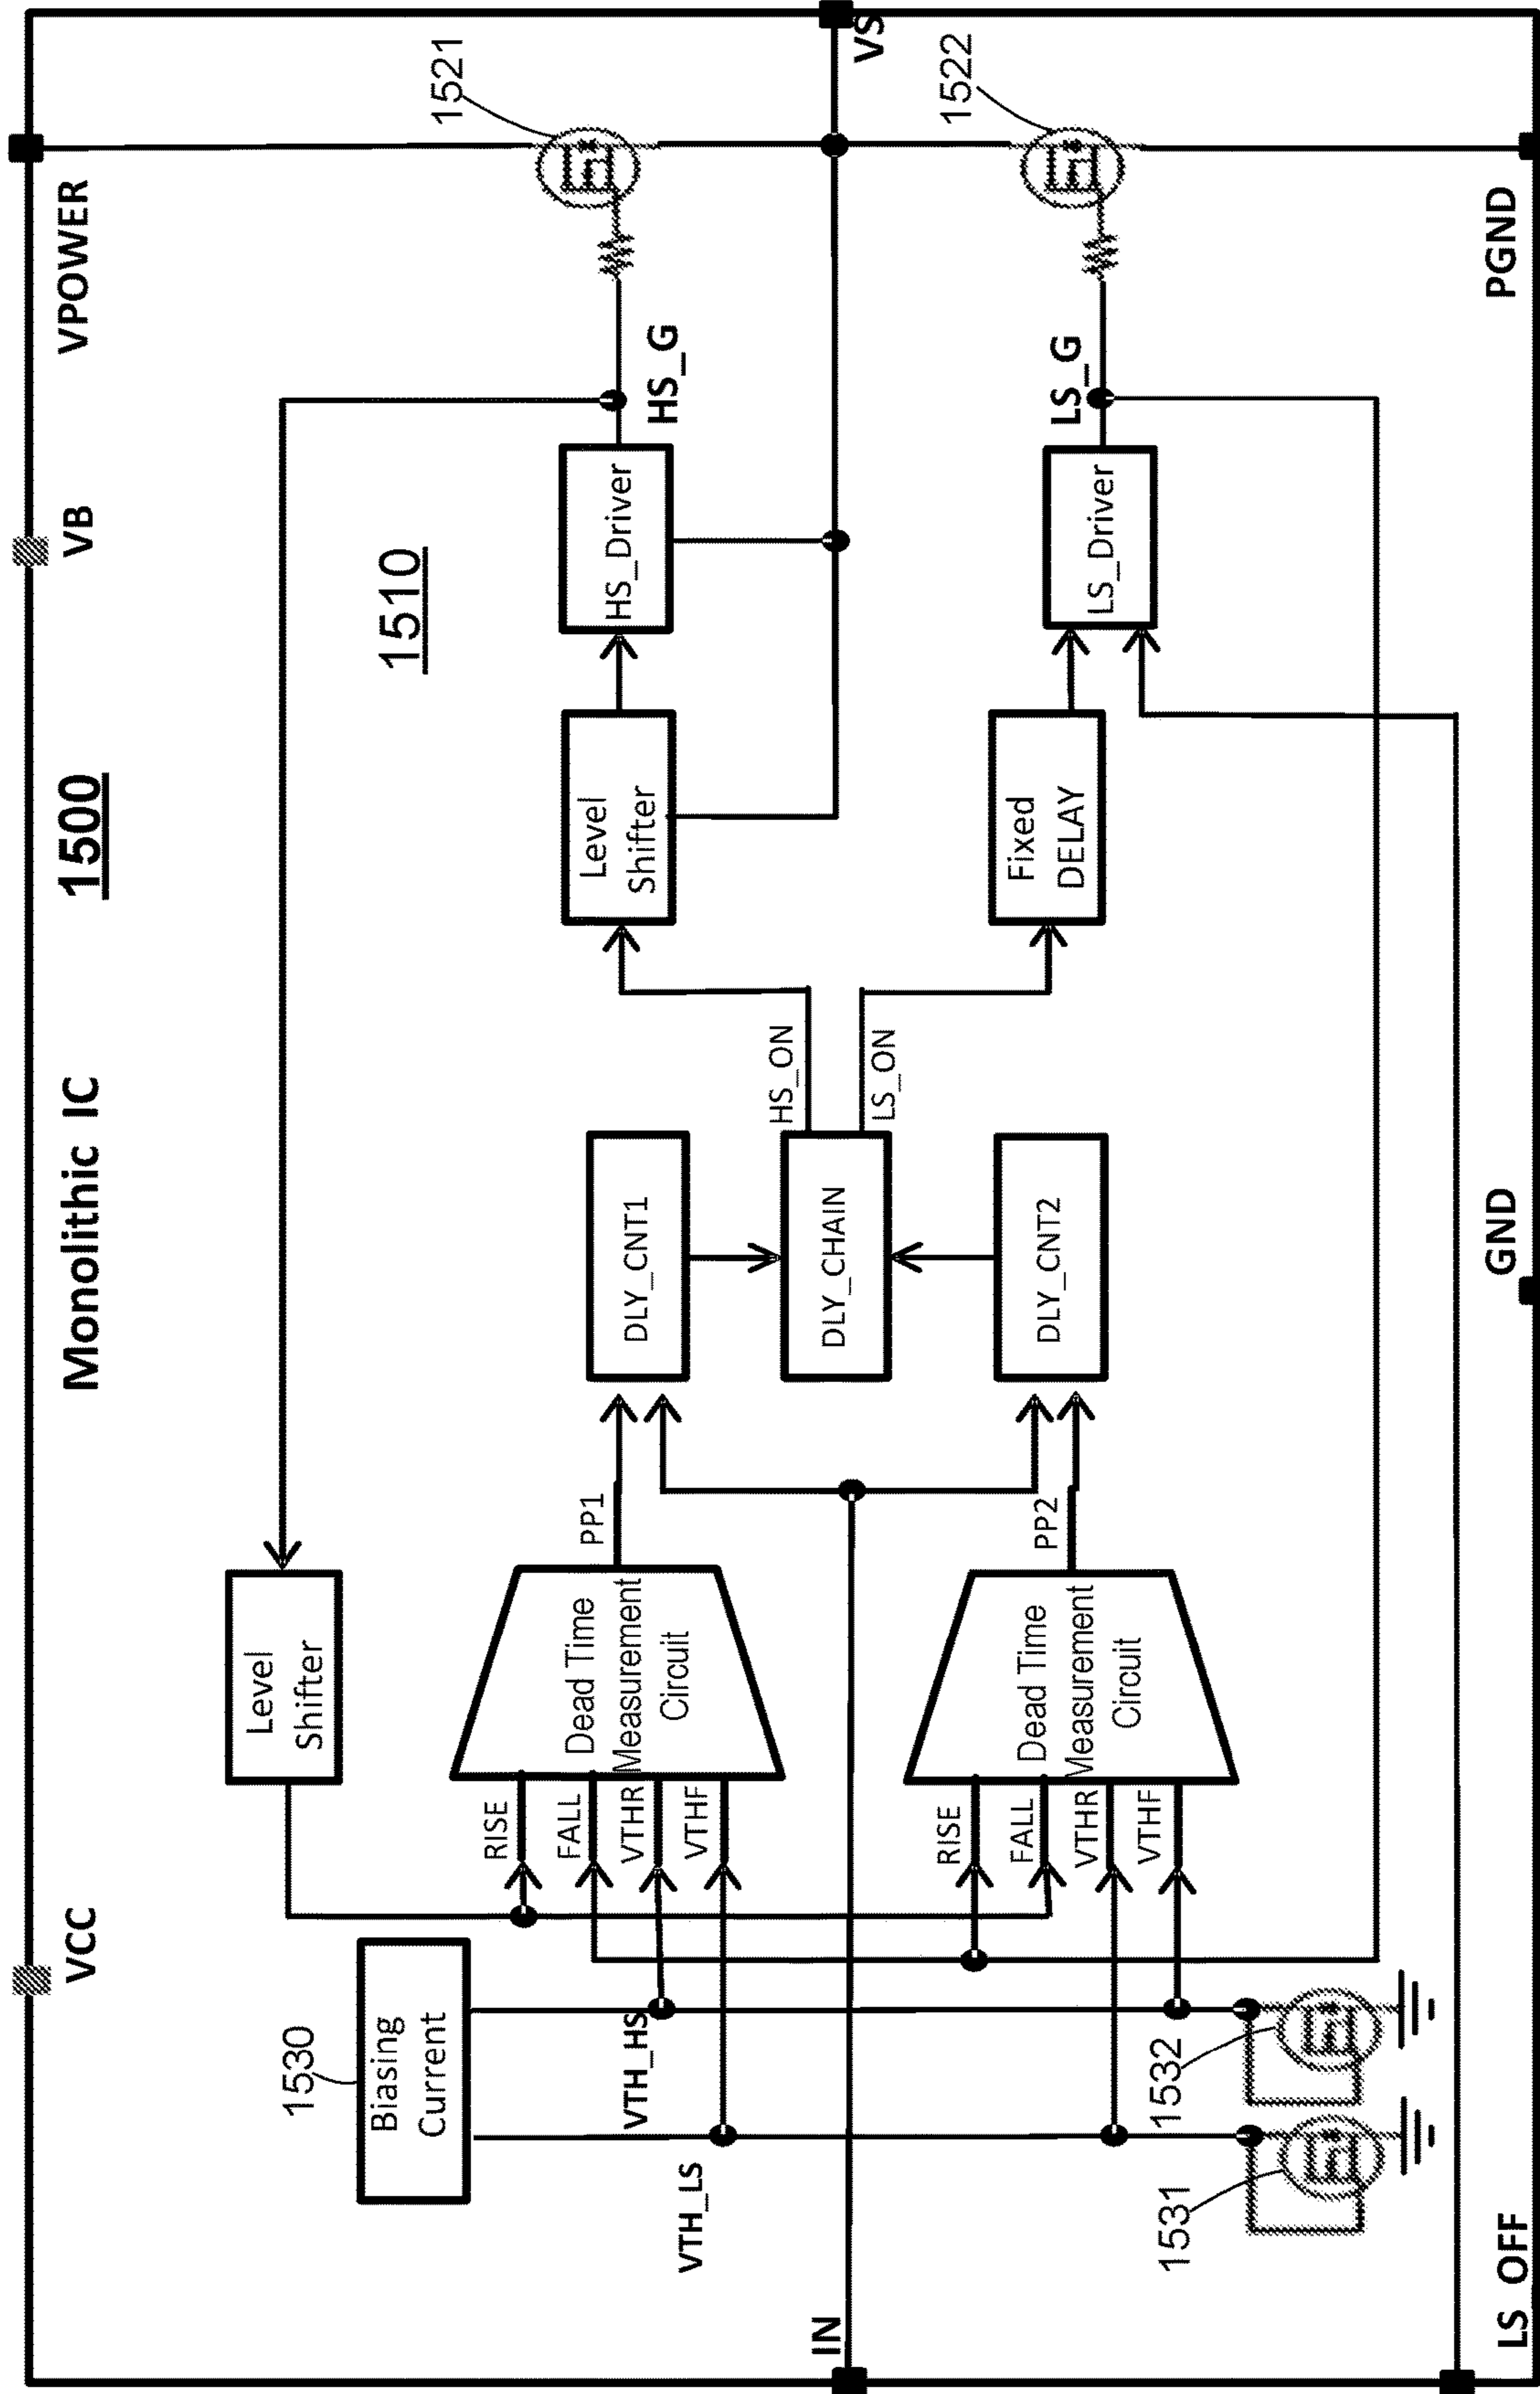 Monolithic IC
1500
VCC
VB
VPOWER
1530
Biasing
Current
Level
Shifter
1510
1521
RISE
FALL
VTHR
VTHF
Dead Time
Measurement
Circuit
PP1
DLY_CNT1
Level
Shifter
HS_Driver
HS_G
VTH_HS
VTH_LS
IN
HS_ON
DLY_CHAIN
LS_ON
VS
RISE
FALL
VTHR
VTHF
Dead Time
Measurement
Circuit
PP2
DLY_CNT2
Fixed
DELAY
LS_Driver
LS_G
1522
1531
1532
LS OFF
GND
PGND